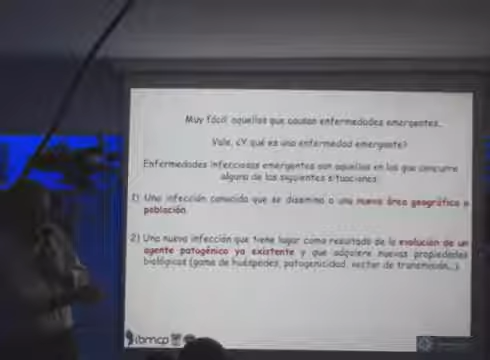 Muy fácil, aquellos que causan enfermedades emergentes...
Vale, ¿Y qué es una enfermedad emergente?
Enfermedades infecciosas emergentes son aquellas en las que concurre
alguna de las siguientes situaciones:
1) Una infección conocida que se disemina a una nueva área geográfica o
población.
2) Una nueva infección que tiene lugar como resultado de la evolución de un
agente patogénico ya existente y que adquiere nuevas propiedades
biológicas (gama de huéspedes, patogenicidad, vector de transmisión,...).
ibmcp